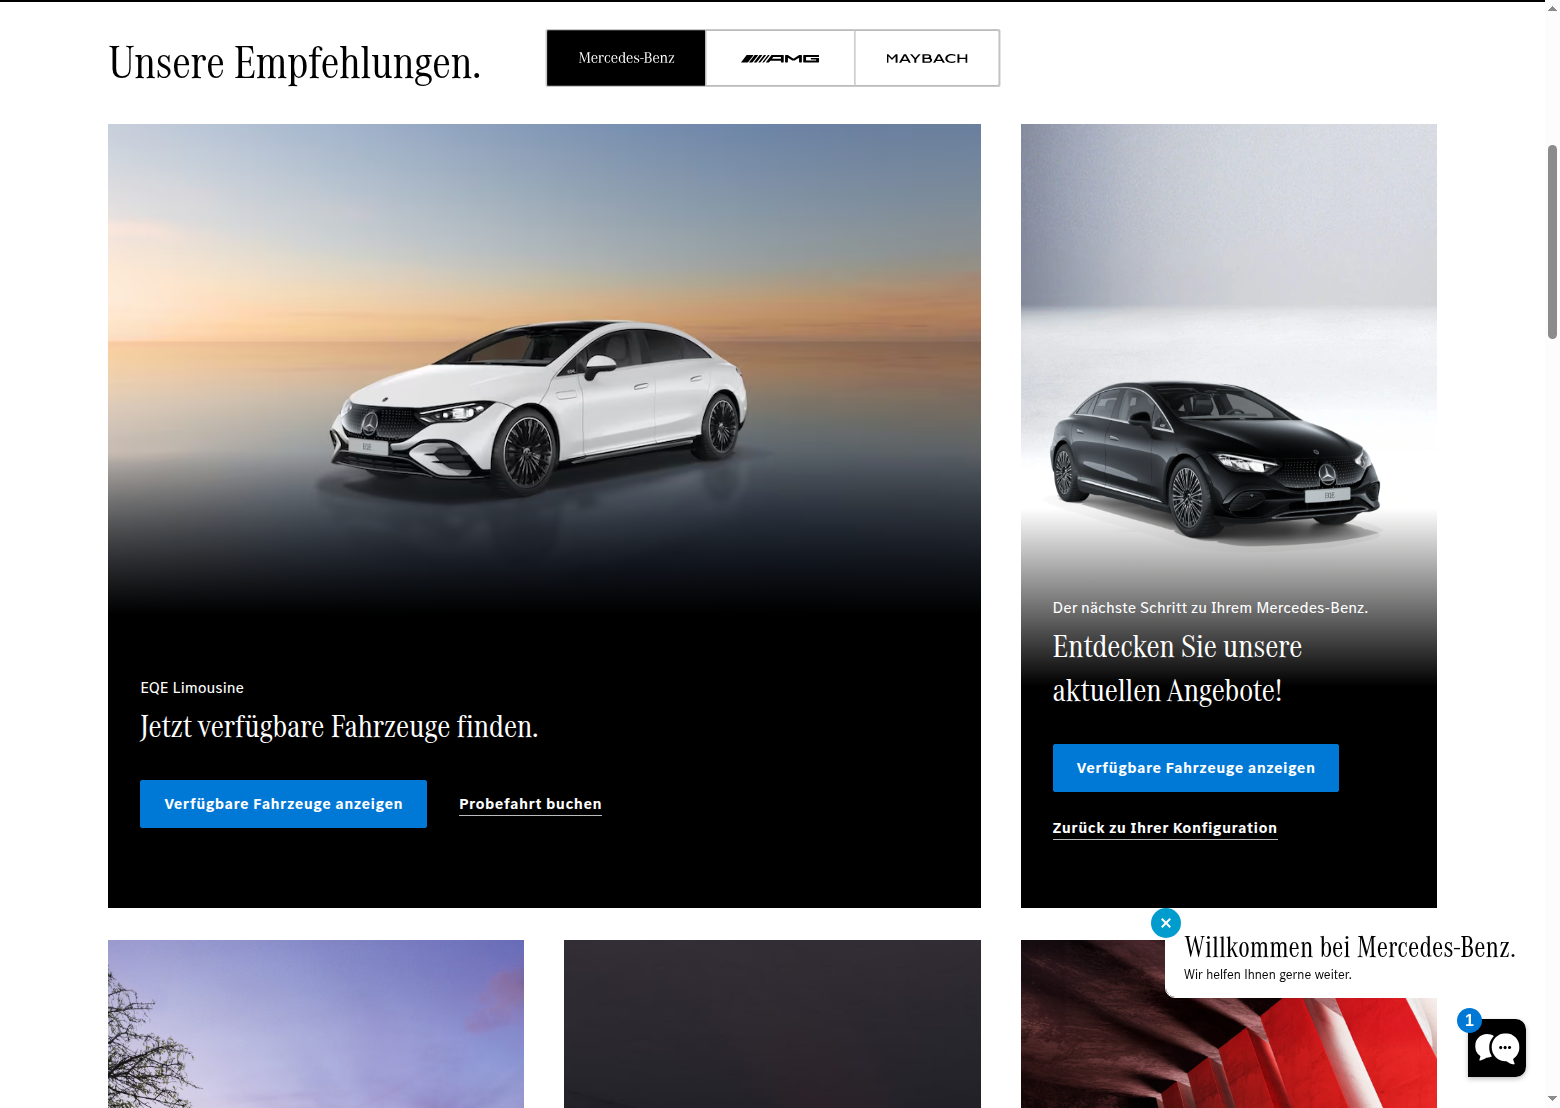 Unsere Empfehlungen.
Mercedes-Benz
AMG
MAYBACH
EQE
EQE
EQE Limousine
Jetzt verfügbare Fahrzeuge finden.
Verfügbare Fahrzeuge anzeigen
Probefahrt buchen
Der nächste Schritt zu Ihrem Mercedes-Benz.
Entdecken Sie unsere
aktuellen Angebote!
Verfügbare Fahrzeuge anzeigen
Zurück zu Ihrer Konfiguration
Willkommen bei Mercedes-Benz.
Wir helfen Ihnen gerne weiter.
1